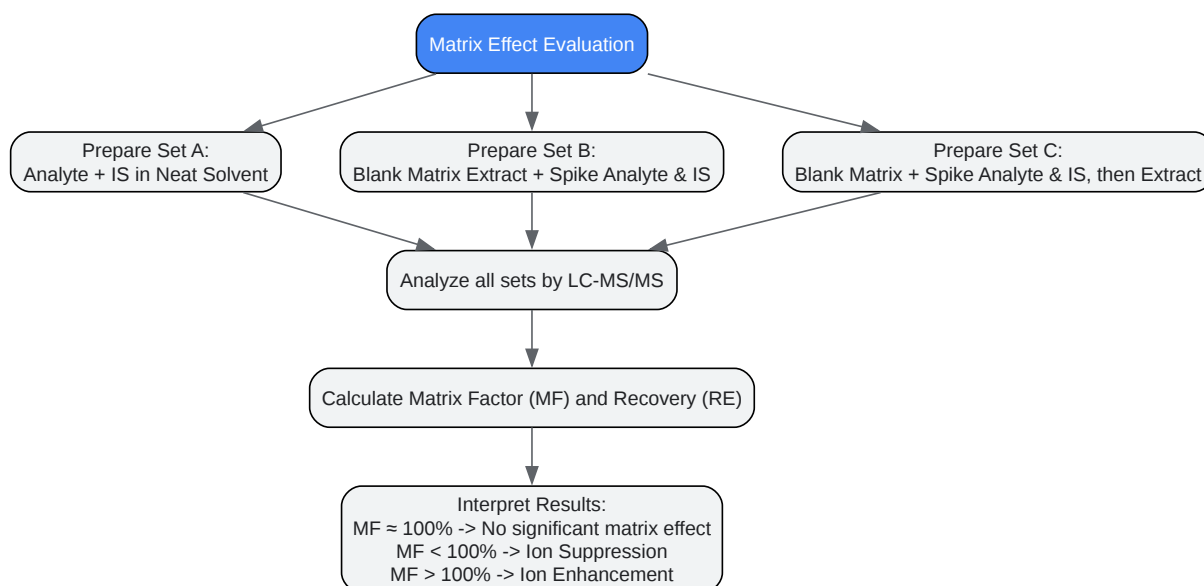 Matrix Effect Evaluation
Prepare Set A:
Analyte + IS in Neat Solvent
Prepare Set B:
Blank Matrix Extract + Spike Analyte & IS
Prepare Set C:
Blank Matrix + Spike Analyte & IS, then Extract
Analyze all sets by LC-MS/MS
Calculate Matrix Factor (MF) and Recovery (RE)
Interpret Results:
MF ≈ 100% -> No significant matrix effect
MF < 100% -> Ion Suppression
MF > 100% -> Ion Enhancement